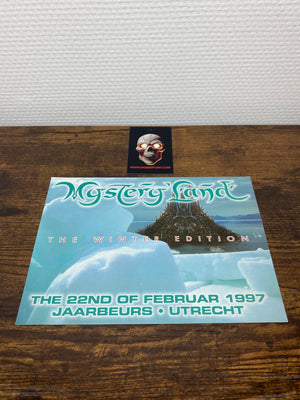 Mystery Land
THE WINTER EDITION
THE 22ND OF FEBRUAR 1997
JAARBEURS • UTRECHT